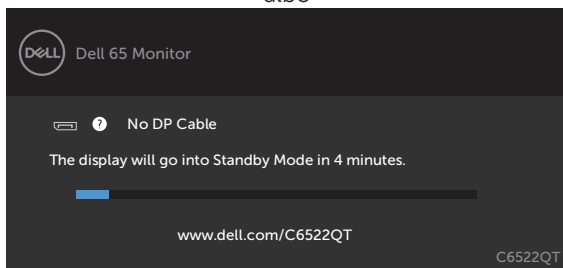 DELL Dell 65 Monitor
? No DP Cable
The display will go into Standby Mode in 4 minutes.
www.dell.com/C6522QT
C6522QT